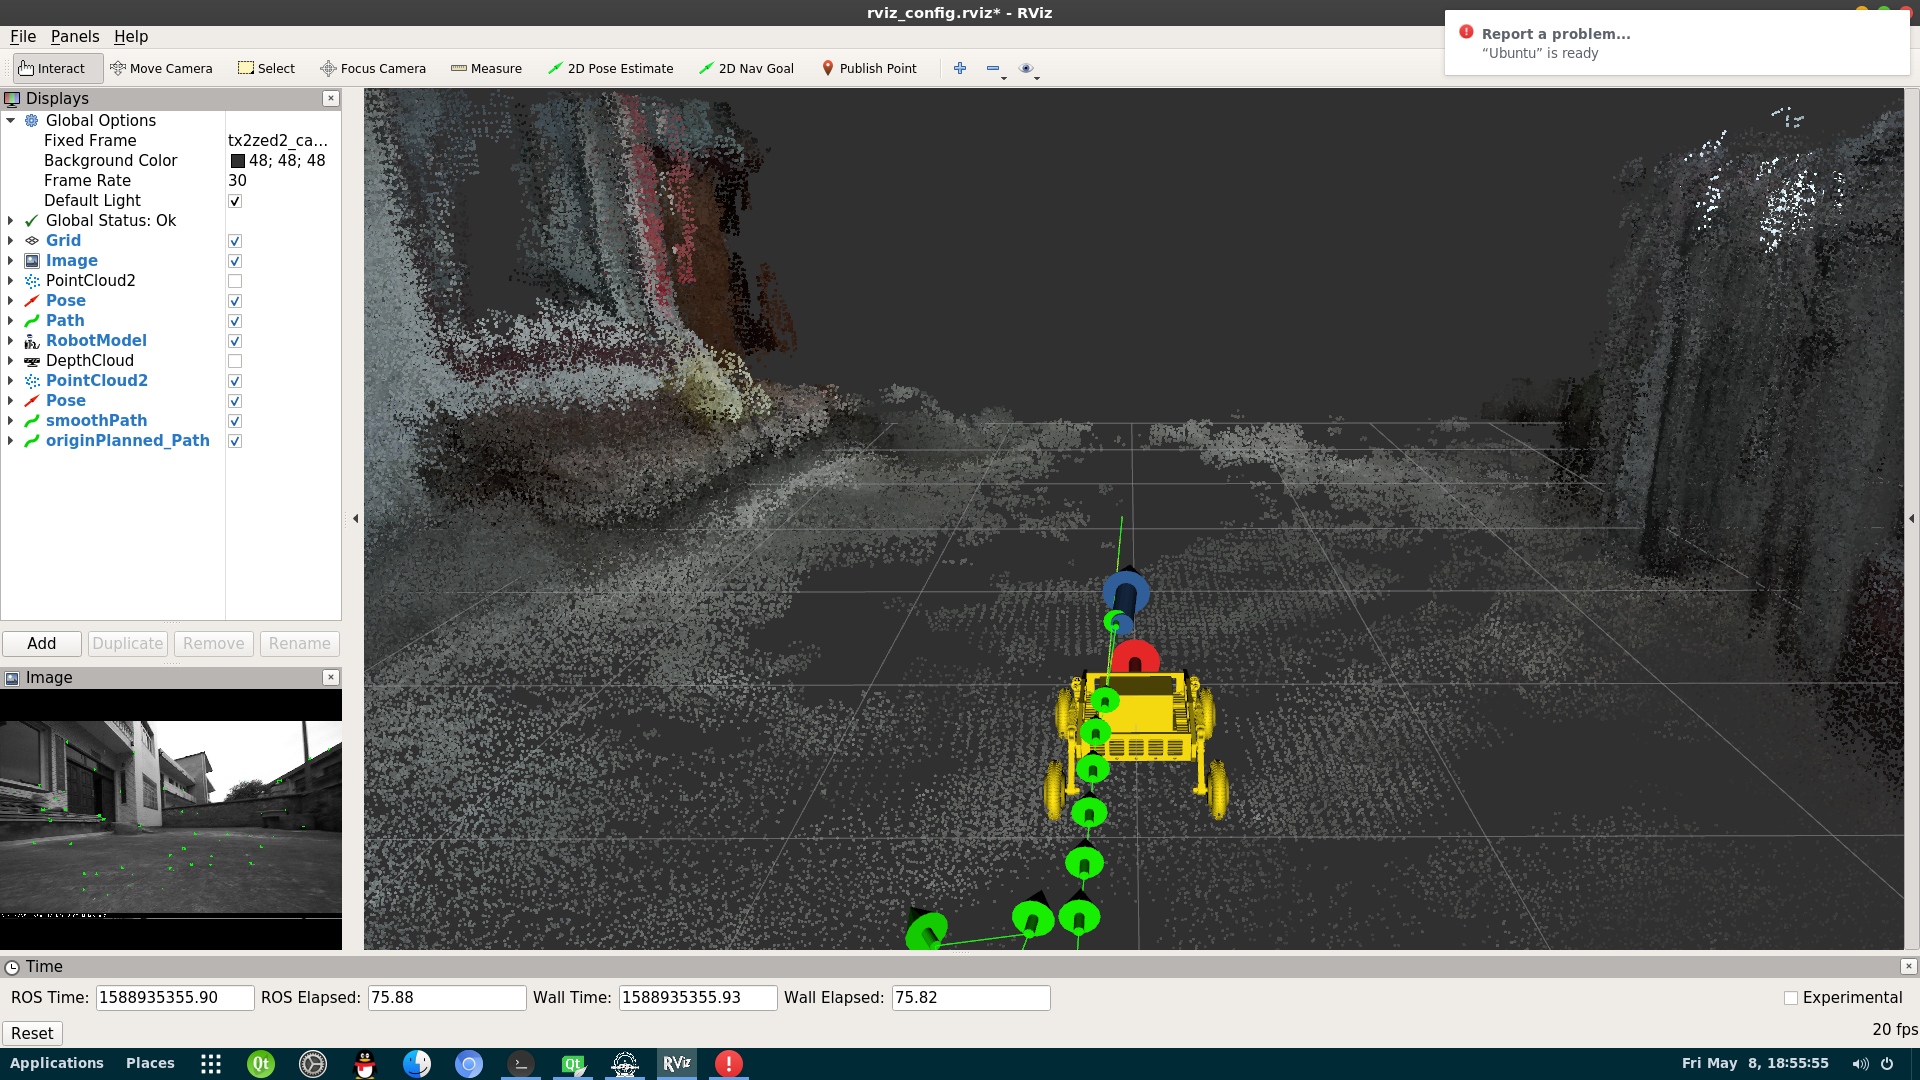 rviz_config.rviz* - RViz
Report a problem...
“Ubuntu” is ready
File Panels Help
Interact Move Camera Select Focus Camera Measure 2D Pose Estimate 2D Nav Goal Publish Point
Displays
Global Options
Fixed Frame tx2zed2_ca...
Background Color 48; 48; 48
Frame Rate 30
Default Light
Global Status: Ok
Grid
Image
PointCloud2
Pose
Path
RobotModel
DepthCloud
PointCloud2
Pose
smoothPath
originPlanned_Path
Add Duplicate Remove Rename
Image
Time
ROS Time: 1588935355.90 ROS Elapsed: 75.88 Wall Time: 1588935355.93 Wall Elapsed: 75.82 Experimental
Reset 20 fps
Applications Places Qt Qt RViz Fri May 8, 18:55:55